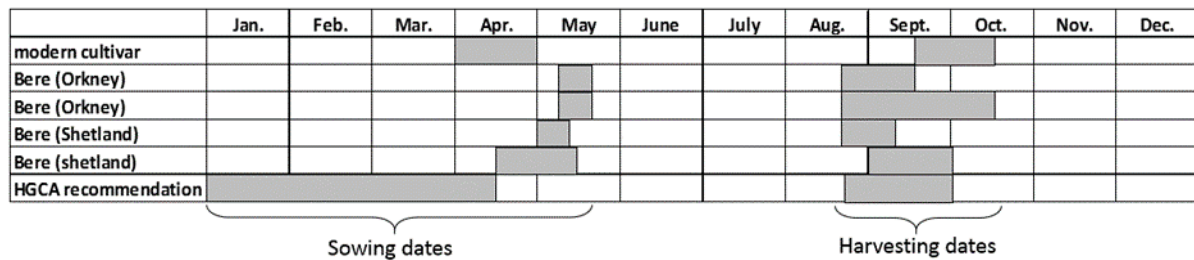 Jan. Feb. Mar. Apr. May June July Aug. Sept. Oct. Nov. Dec.
modern cultivar
Bere (Orkney)
Bere (Orkney)
Bere (Shetland)
Bere (shetland)
HGCA recommendation
Sowing dates Harvesting dates